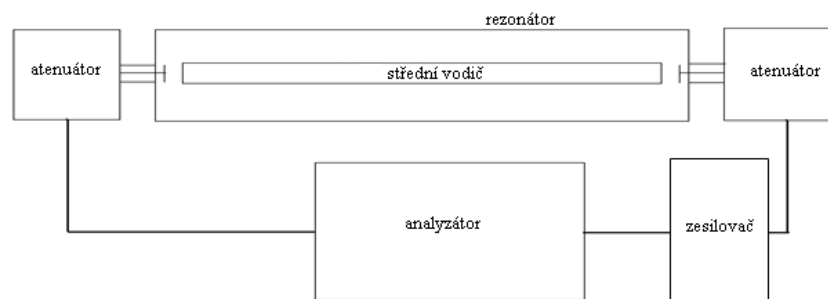 rezonátor
atenuátor
střední vodič
atenuátor
analyzátor
zesilovač